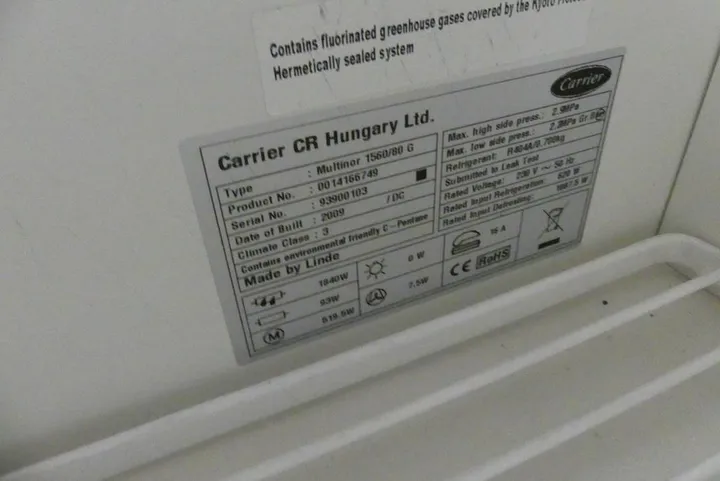 Contains fluorinated greenhouse gases covered by the Kyoto
Hermetically sealed system
Carrier
Carrier CR Hungary Ltd.
Type : Multinor 1560/80 G
Product No. : 0014166749
Serial No. : 93900103
Date of Built : 2009 / DC
Climate Class : 3
Contains environmental friendly C - Pentane
Made by Linde
Max. high side press.: 2.9MPa
Max. low side press.:
Refrigerant: R404A/0,700kg
Submitted to Leak Test
Rated Voltage: 230 V ~ 50 Hz
Rated Input Refrigeration: 620 W
Rated Input Defrosting:
1840W
93W
M 519.5W
0 W
7.5W
16 A
CE RoHS